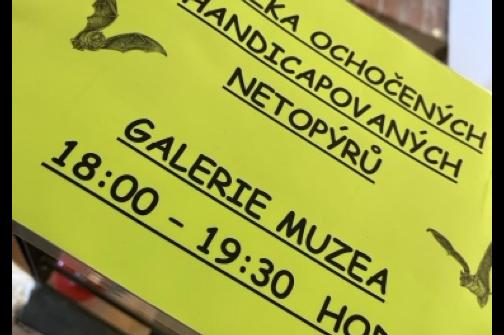 OCHOČENÝCH
HANDICAPOVANÝCH
NETOPÝRŮ
GALERIE MUZEA
18:00 - 19:30